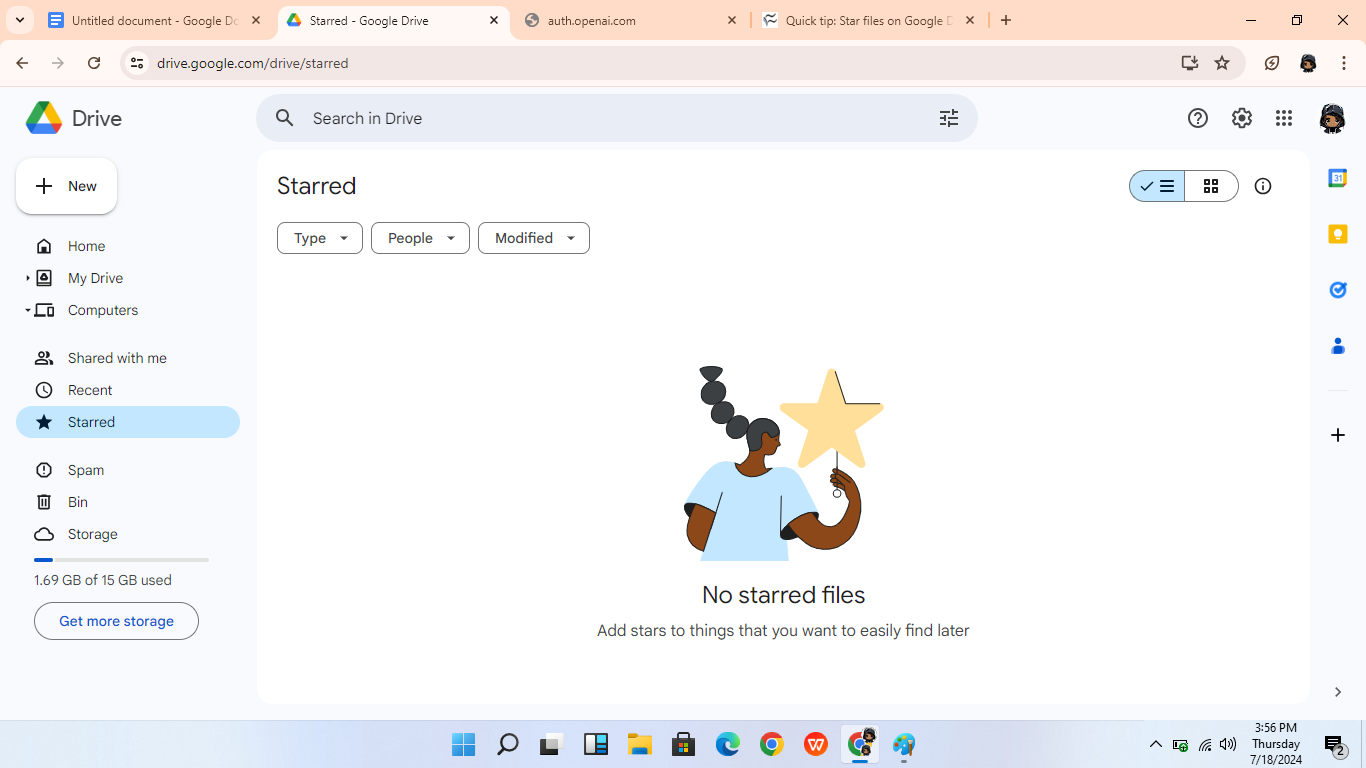 Untitled document - Google Do
Starred - Google Drive
auth.openai.com
Quick tip: Star files on Google D
drive.google.com/drive/starred
Drive
Search in Drive
New
Starred
31
Type
People
Modified
Home
My Drive
Computers
Shared with me
Recent
Starred
Spam
Bin
Storage
1.69 GB of 15 GB used
Get more storage
No starred files
Add stars to things that you want to easily find later
3:56 PM
Thursday
7/18/2024
2